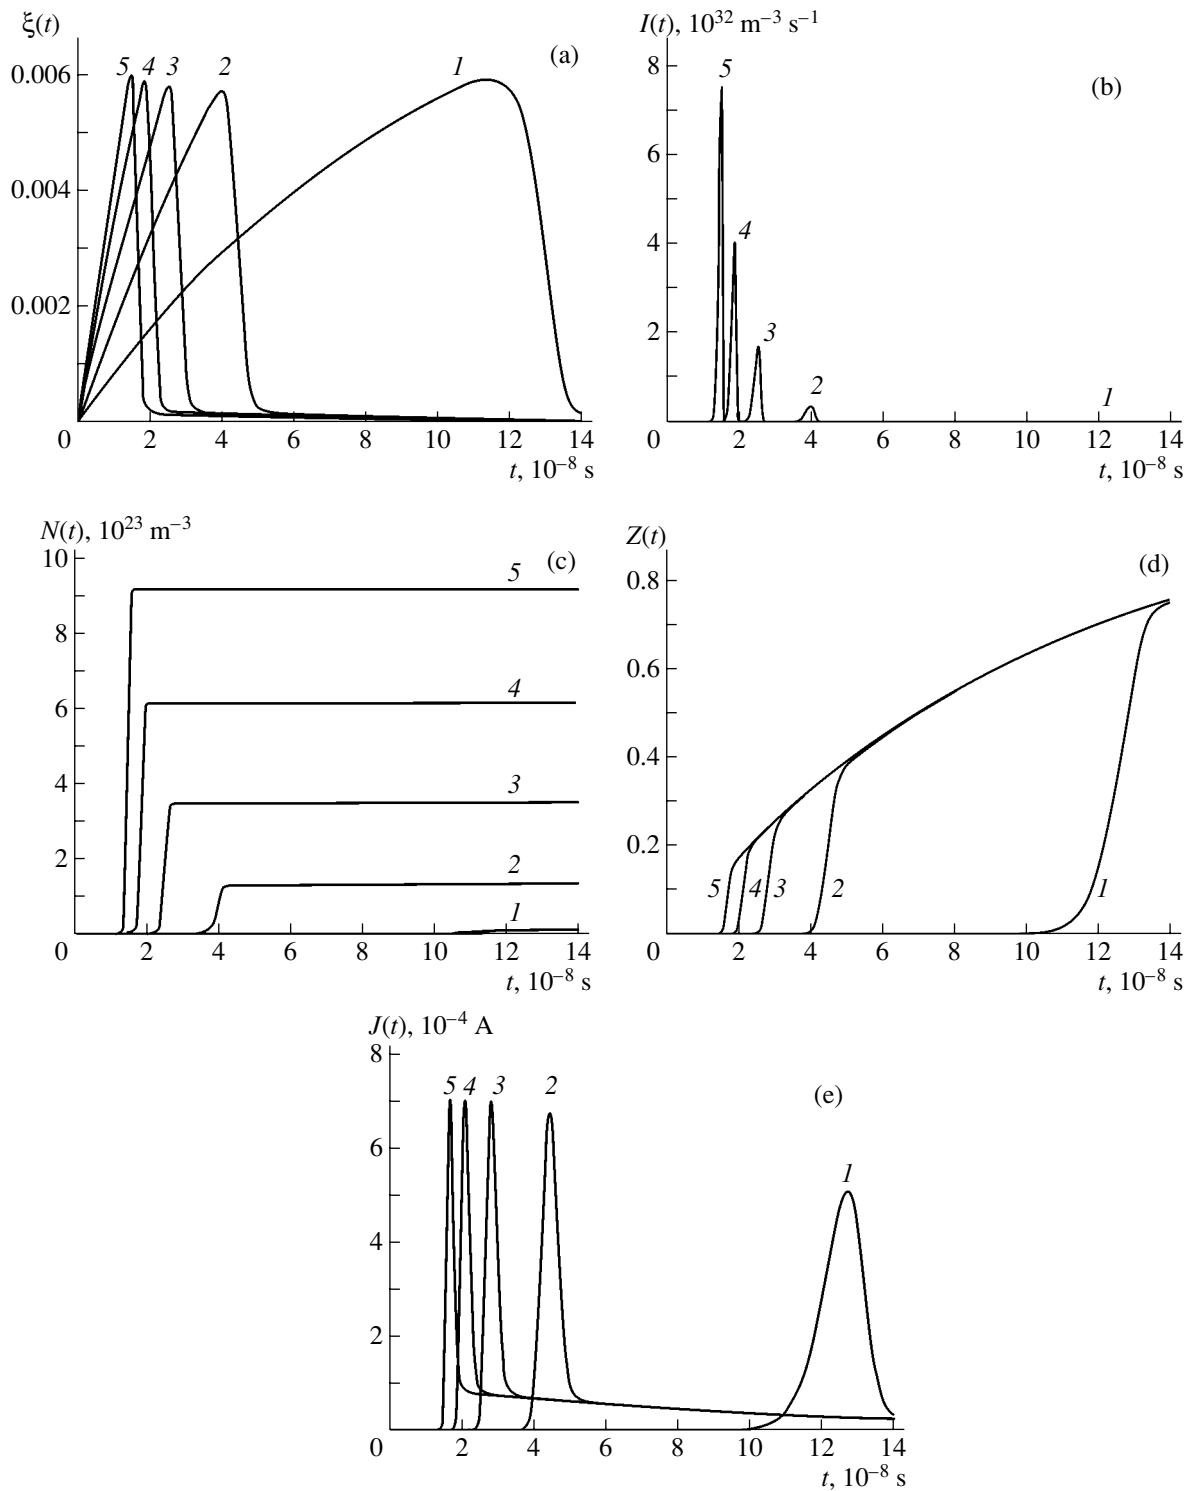 ξ(t)
(a)
0.006
0.004
0.002
5 4 3 2 1
0 2 4 6 8 10 12 14
t, 10⁻⁸ s
I(t), 10³² m⁻³ s⁻¹
(b)
8
6
4
2
5
4
3
2
1
0 2 4 6 8 10 12 14
t, 10⁻⁸ s
N(t), 10²³ m⁻³
(c)
10
8
6
4
2
5
4
3
2
1
0 2 4 6 8 10 12 14
t, 10⁻⁸ s
Z(t)
(d)
0.8
0.6
0.4
0.2
5 4 3 2 1
0 2 4 6 8 10 12 14
t, 10⁻⁸ s
J(t), 10⁻⁴ A
(e)
8
6
4
2
5 4 3 2 1
0 2 4 6 8 10 12 14
t, 10⁻⁸ s